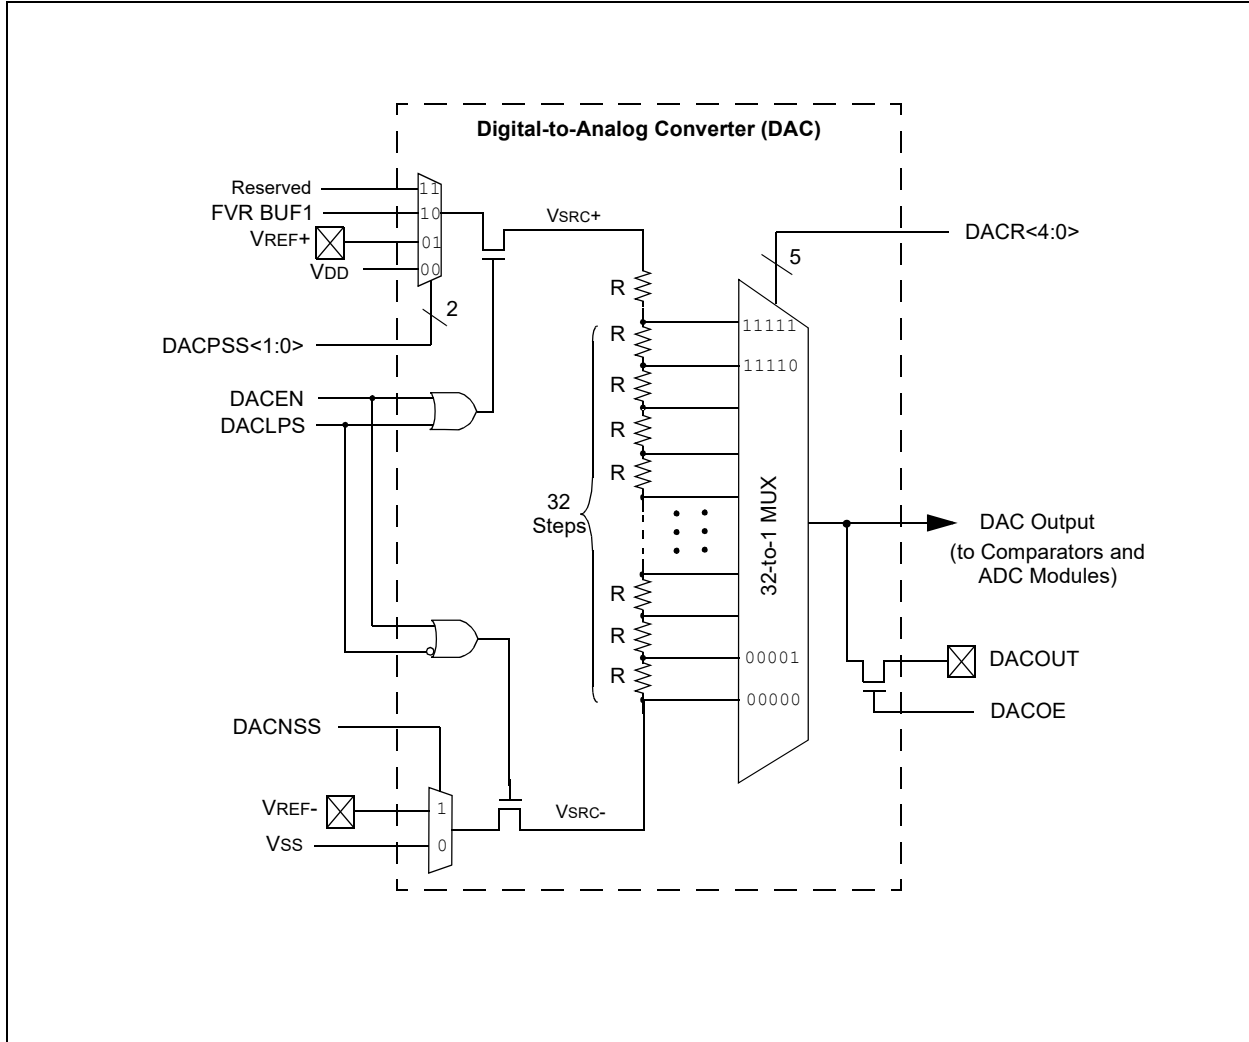 Digital-to-Analog Converter (DAC)
Reserved
11
FVR BUF1
10
VREF+
01
VDD
00
2
DACPSS<1:0>
DACEN
DACLPS
VSRC+
DACR<4:0>
5
R
R
R
R
R
11111
11110
32
Steps
32-to-1 MUX
DAC Output
(to Comparators and
ADC Modules)
R
R
R
00001
00000
DACOUT
DACOE
DACNSS
VREF-
1
VSS
0
VSRC-